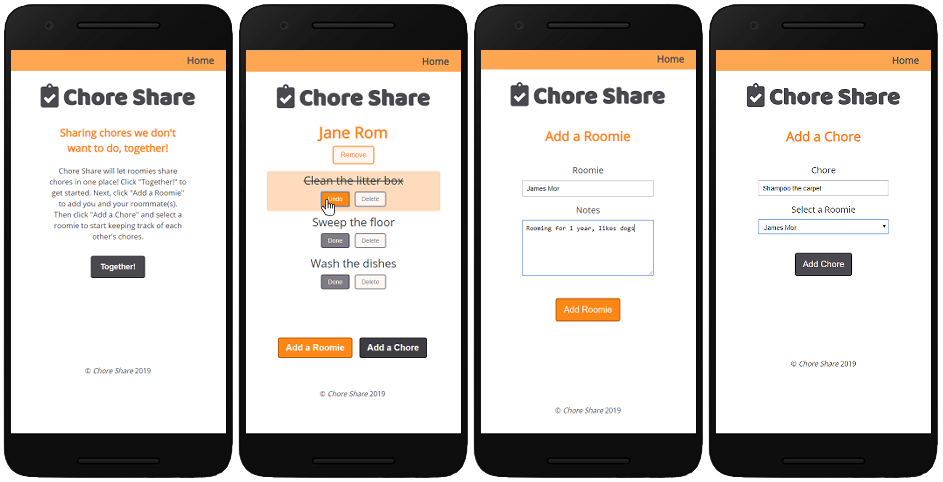 Home
Chore Share
Sharing chores we don't
want to do, together!
Chore Share will let roomies share
chores in one place! Click "Together!" to
get started. Next, click "Add a Roomie"
to add you and your roommate(s).
Then click "Add a Chore" and select a
roomie to start keeping track of each
other's chores.
Together!
© Chore Share 2019
Home
Chore Share
Jane Rom
Remove
Clean the litter box
Undo Delete
Sweep the floor
Done Delete
Wash the dishes
Done Delete
Add a Roomie Add a Chore
© Chore Share 2019
Home
Chore Share
Add a Roomie
Roomie
James Mor
Notes
Rooming for 1 year, likes dogs
Add Roomie
© Chore Share 2019
Home
Chore Share
Add a Chore
Chore
Shampoo the carpet
Select a Roomie
James Mor
Add Chore
© Chore Share 2019